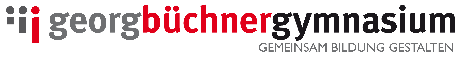 georgbüchnergymnasium
GEMEINSAM BILDUNG GESTALTEN